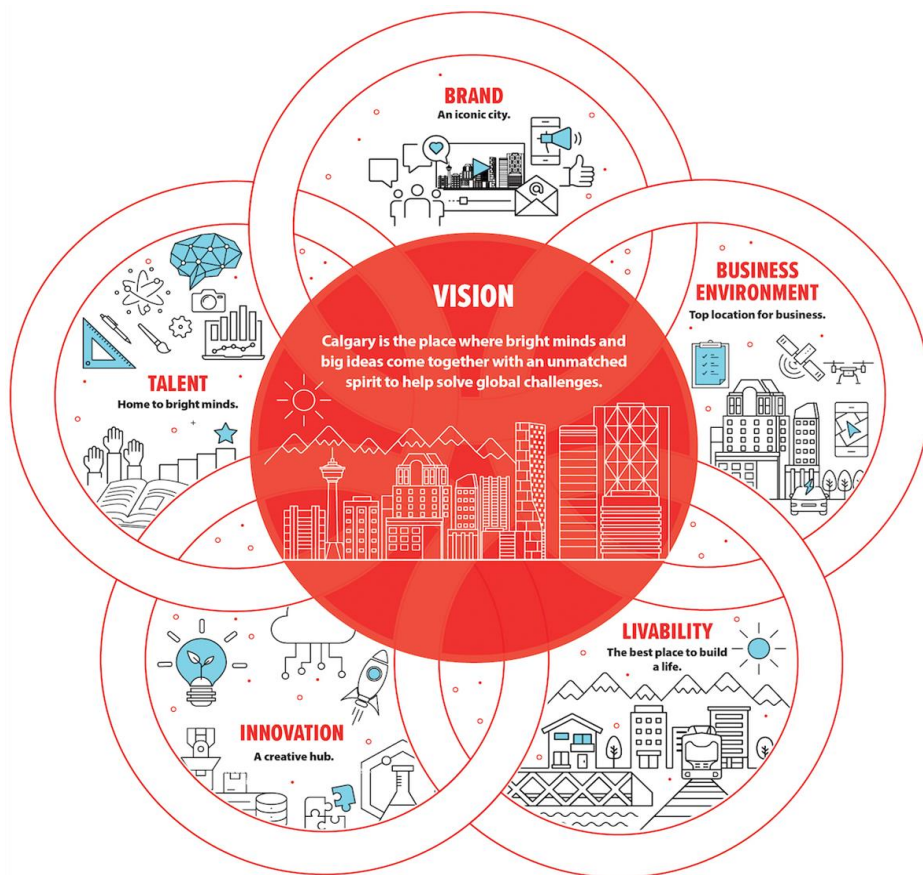 BRAND
An iconic city.
@
VISION
Calgary is the place where bright minds and
big ideas come together with an unmatched
spirit to help solve global challenges.
BUSINESS
ENVIRONMENT
Top location for business.
TALENT
Home to bright minds.
LIVABILITY
The best place to build
a life.
INNOVATION
A creative hub.